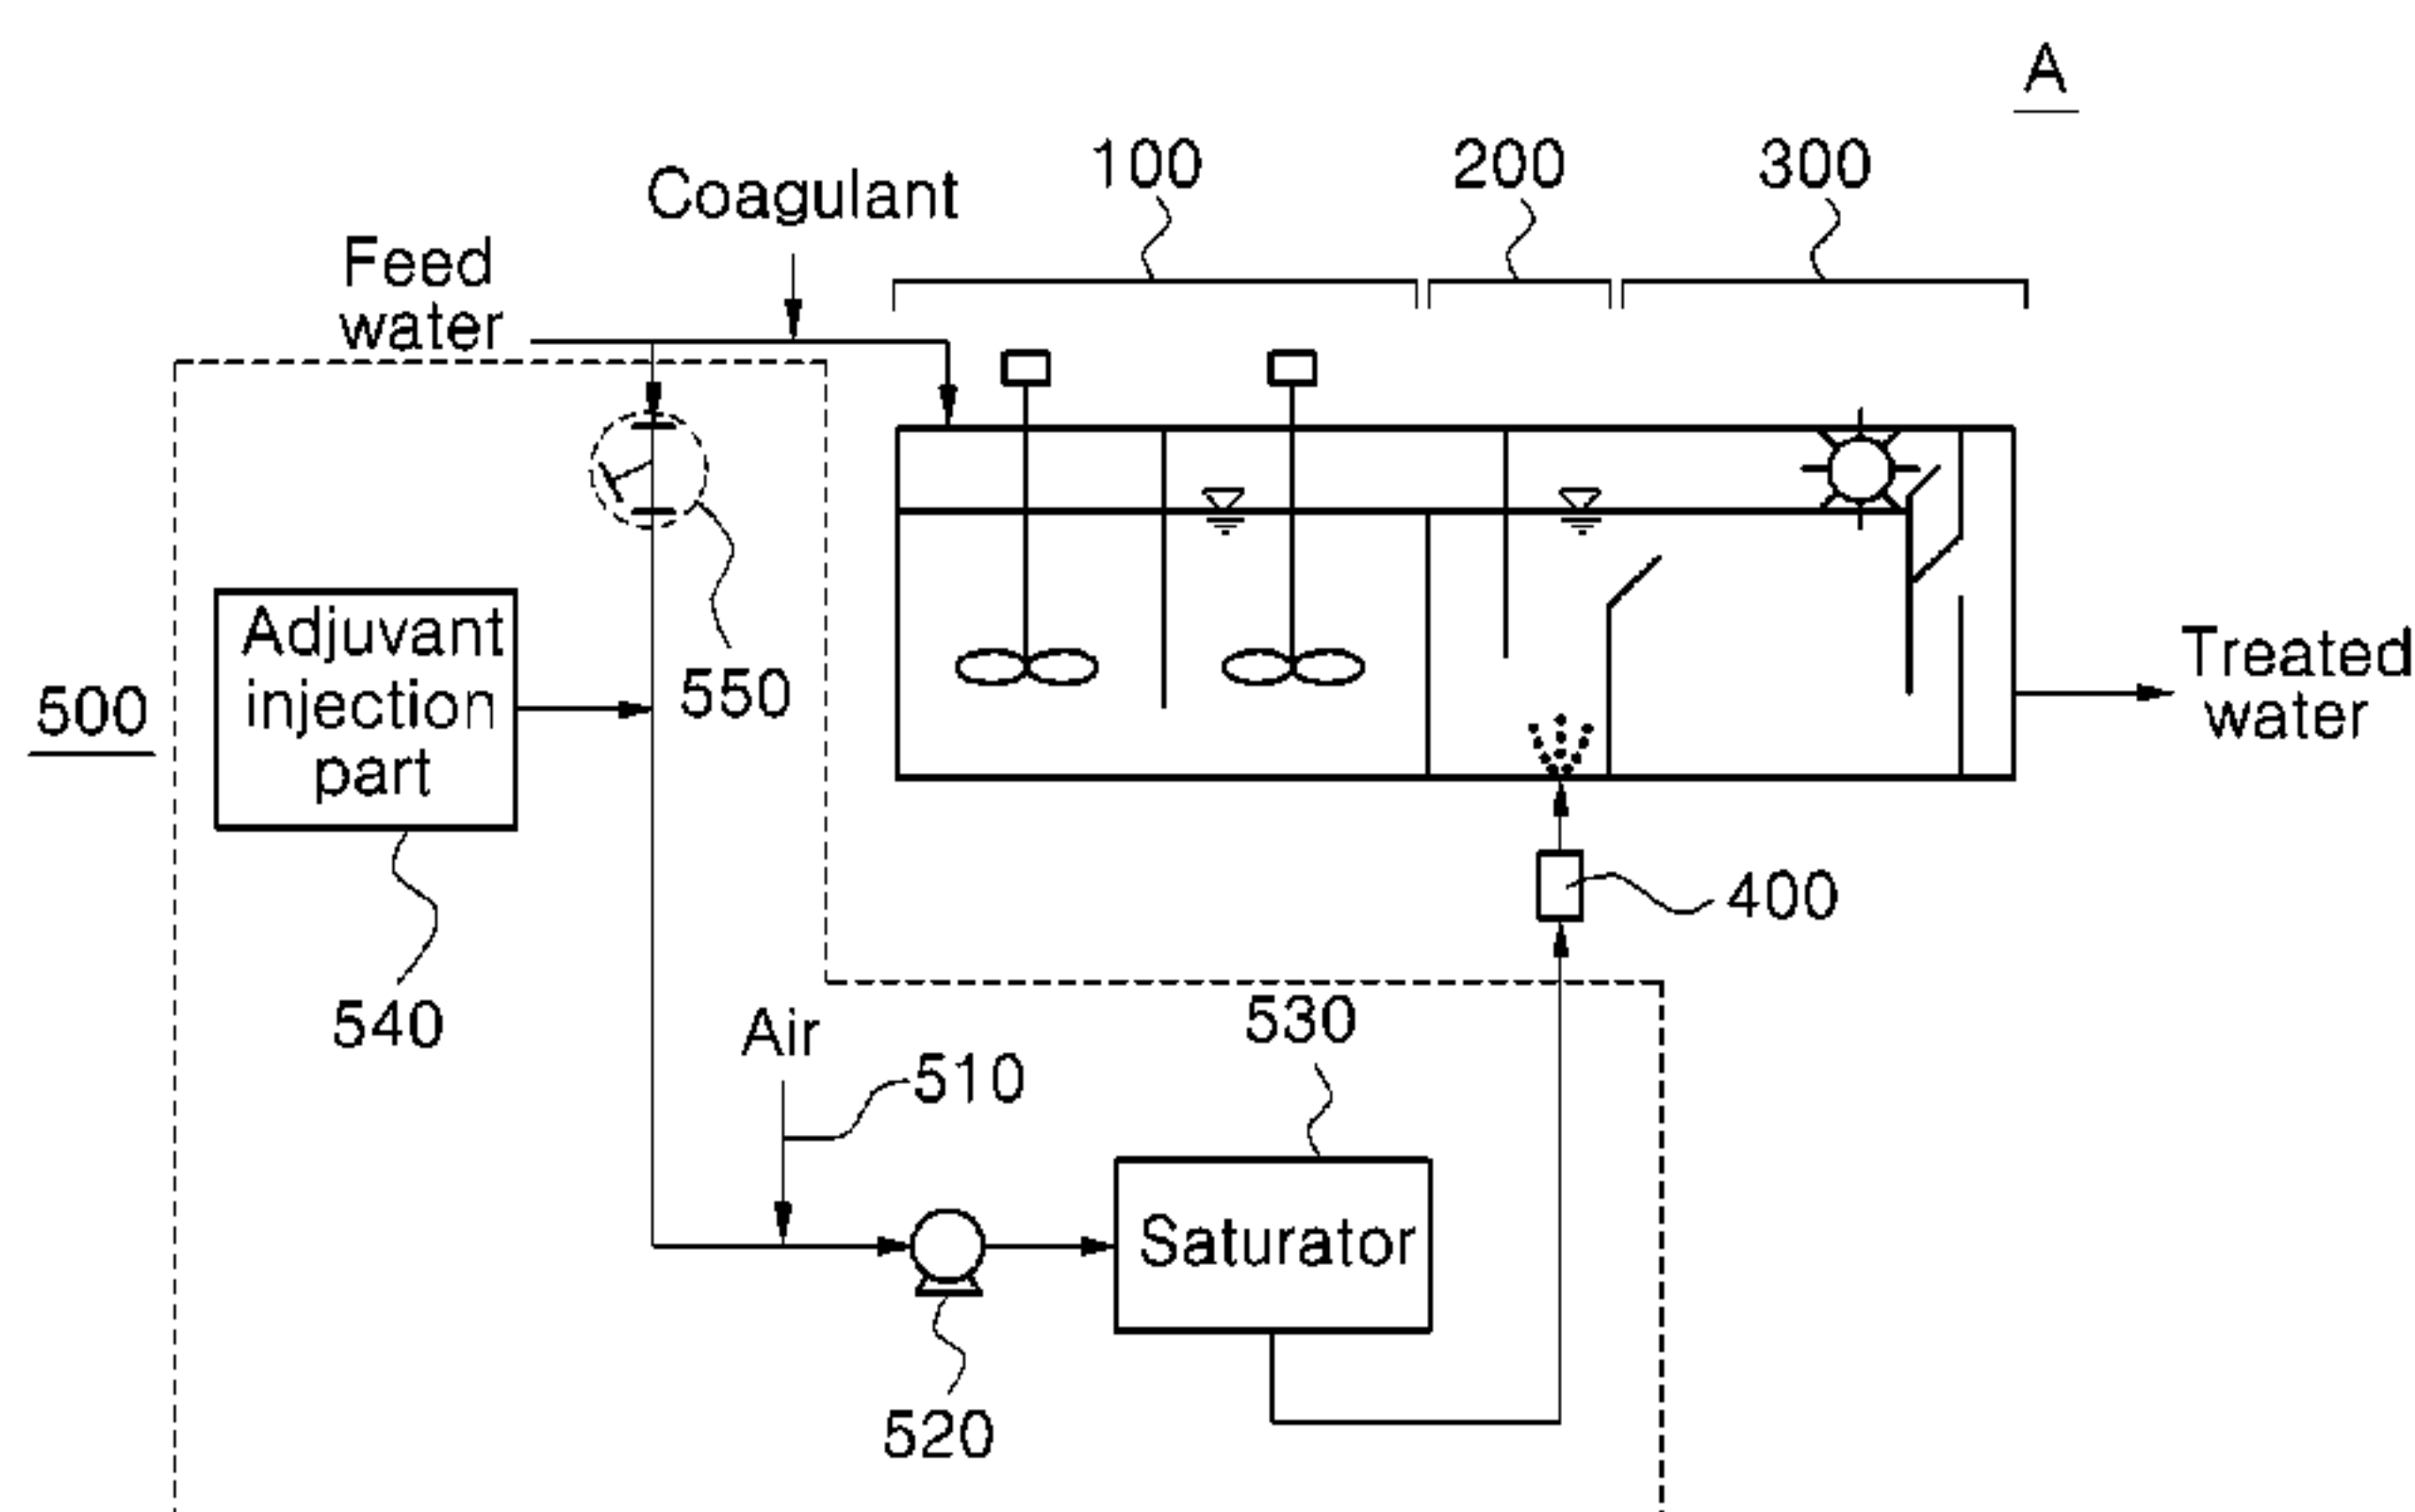 A
100
200
300
Coagulant
Feed
water
Adjuvant
injection
part
550
500
Treated
water
400
540
Air
510
530
Saturator
520